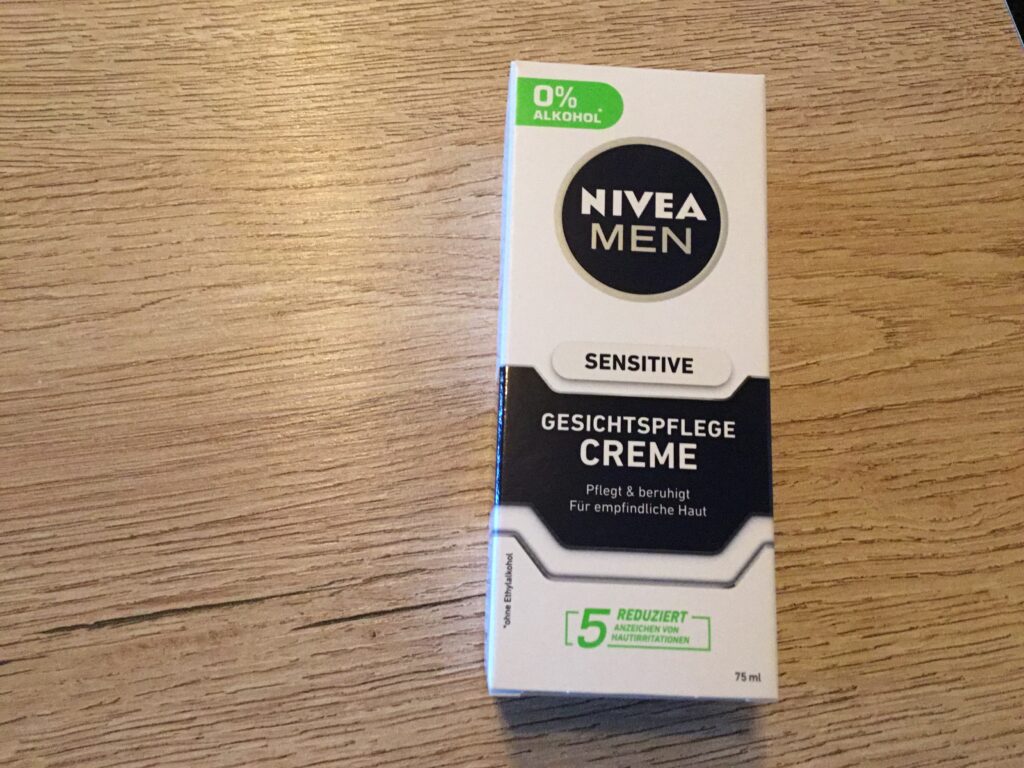 0%
ALKOHOL*
NIVEA
MEN
SENSITIVE
GESICHTSPFLEGE
CREME
Pflegt & beruhigt
Für empfindliche Haut
*ohne Ethylalkohol
5 REDUZIERT
ANZEICHEN VON
HAUTIRRITATIONEN
75 ml